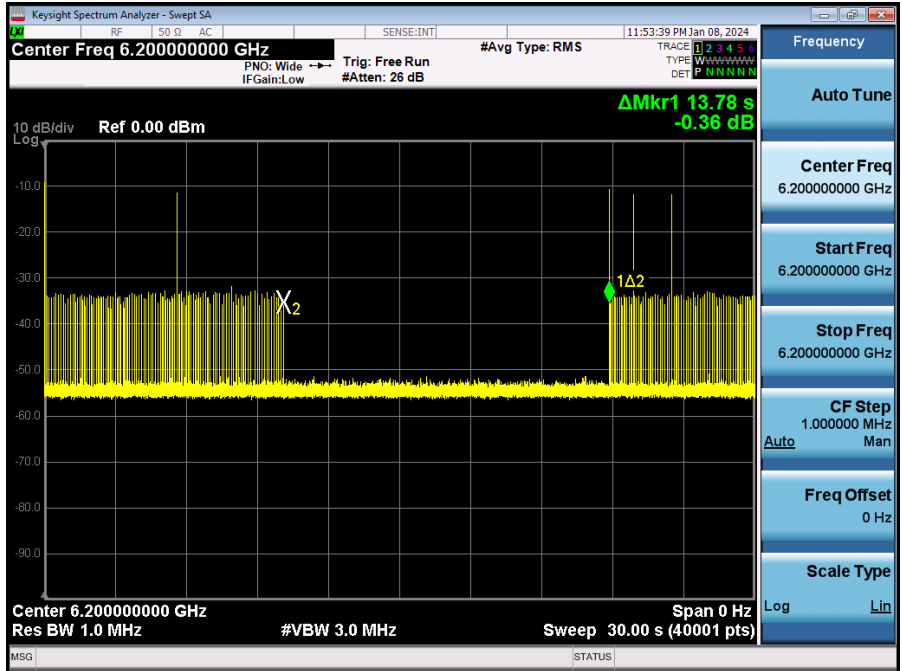 Keysight Spectrum Analyzer - Swept SA
LXI RF 50 Ω AC SENSE:INT 11:53:39 PM Jan 08, 2024
Center Freq 6.200000000 GHz
PNO: Wide
IFGain:Low
Trig: Free Run
#Atten: 26 dB
#Avg Type: RMS
TRACE 1 2 3 4 5 6
TYPE WWWWWW
DET P N N N N N
ΔMkr1 13.78 s
-0.36 dB
10 dB/div Ref 0.00 dBm
Log
-10.0
-20.0
-30.0
-40.0
-50.0
-60.0
-70.0
-80.0
-90.0
X2
1Δ2
Center 6.200000000 GHz Span 0 Hz
Res BW 1.0 MHz #VBW 3.0 MHz Sweep 30.00 s (40001 pts)
MSG STATUS
Frequency
Auto Tune
Center Freq
6.200000000 GHz
Start Freq
6.200000000 GHz
Stop Freq
6.200000000 GHz
CF Step
1.000000 MHz
Auto Man
Freq Offset
0 Hz
Scale Type
Log Lin